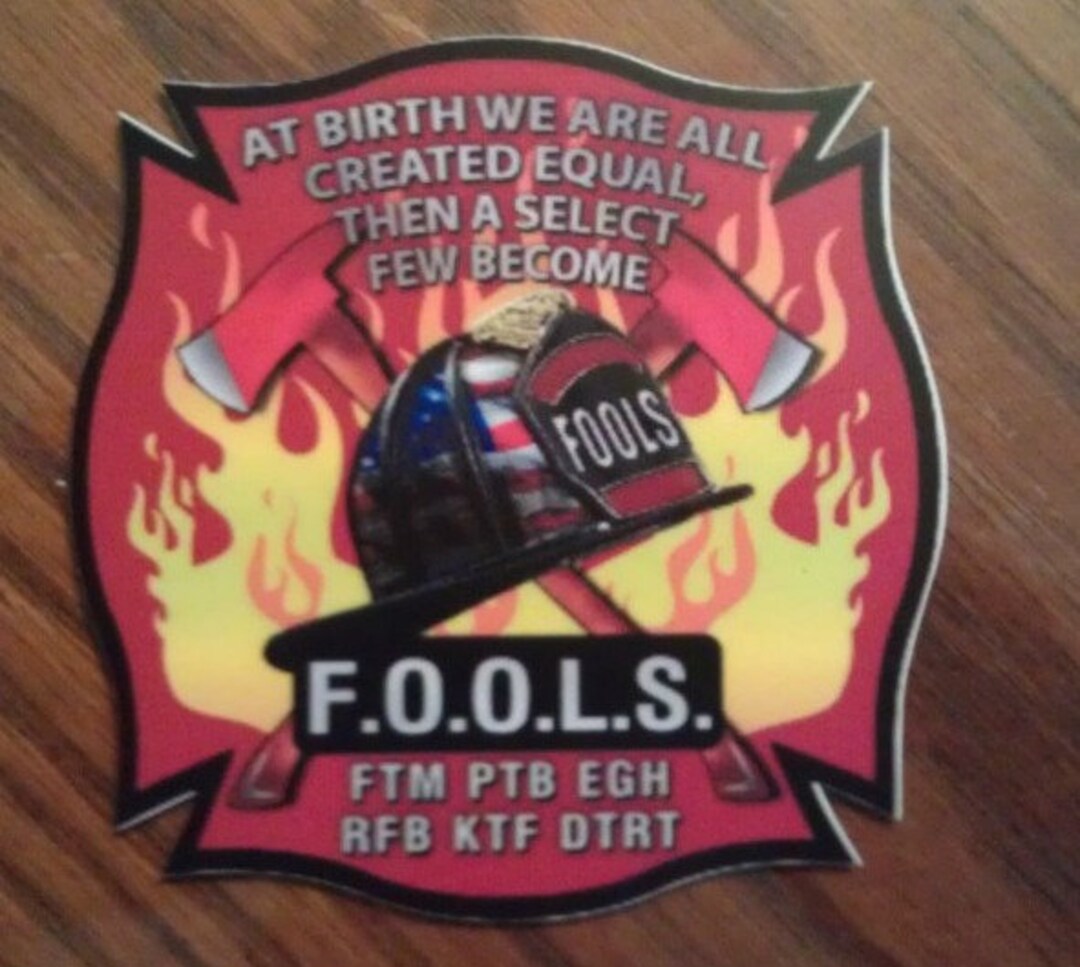 AT BIRTH WE ARE ALL
CREATED EQUAL,
THEN A SELECT
FEW BECOME
FOOLS
F.O.O.L.S.
FTM PTB EGH
RFB KTF DTRT